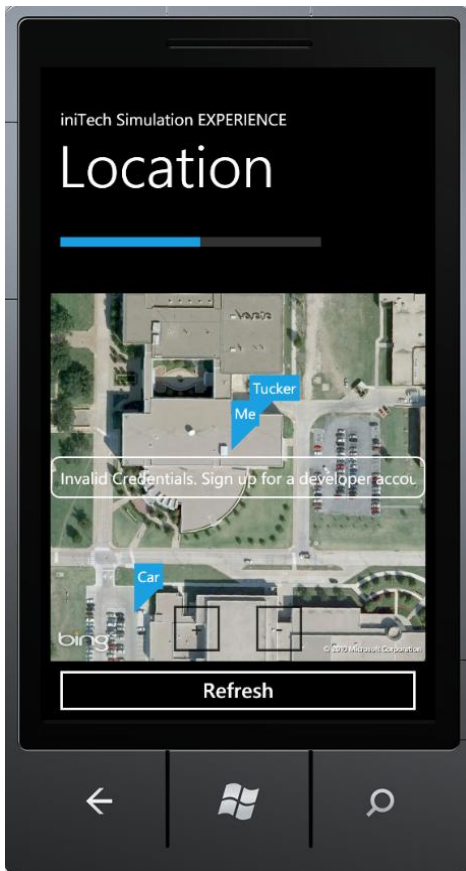 iniTech Simulation EXPERIENCE
Location
Tucker
Me
Invalid Credentials. Sign up for a developer accou
Car
bing
© 2010 Microsoft Corporation
Refresh